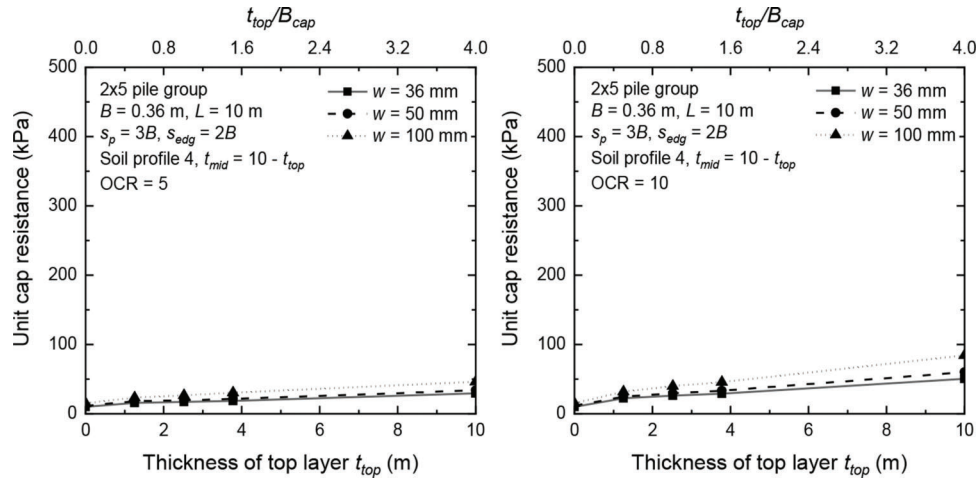 t_top/B_cap
0.0 0.8 1.6 2.4 3.2 4.0
500
400
300
200
100
0
Unit cap resistance (kPa)
2x5 pile group
B = 0.36 m, L = 10 m
s_p = 3B, s_edg = 2B
Soil profile 4, t_mid = 10 - t_top
OCR = 5
w = 36 mm
w = 50 mm
w = 100 mm
0 2 4 6 8 10
Thickness of top layer t_top (m)
t_top/B_cap
0.0 0.8 1.6 2.4 3.2 4.0
500
400
300
200
100
0
Unit cap resistance (kPa)
2x5 pile group
B = 0.36 m, L = 10 m
s_p = 3B, s_edg = 2B
Soil profile 4, t_mid = 10 - t_top
OCR = 10
w = 36 mm
w = 50 mm
w = 100 mm
0 2 4 6 8 10
Thickness of top layer t_top (m)